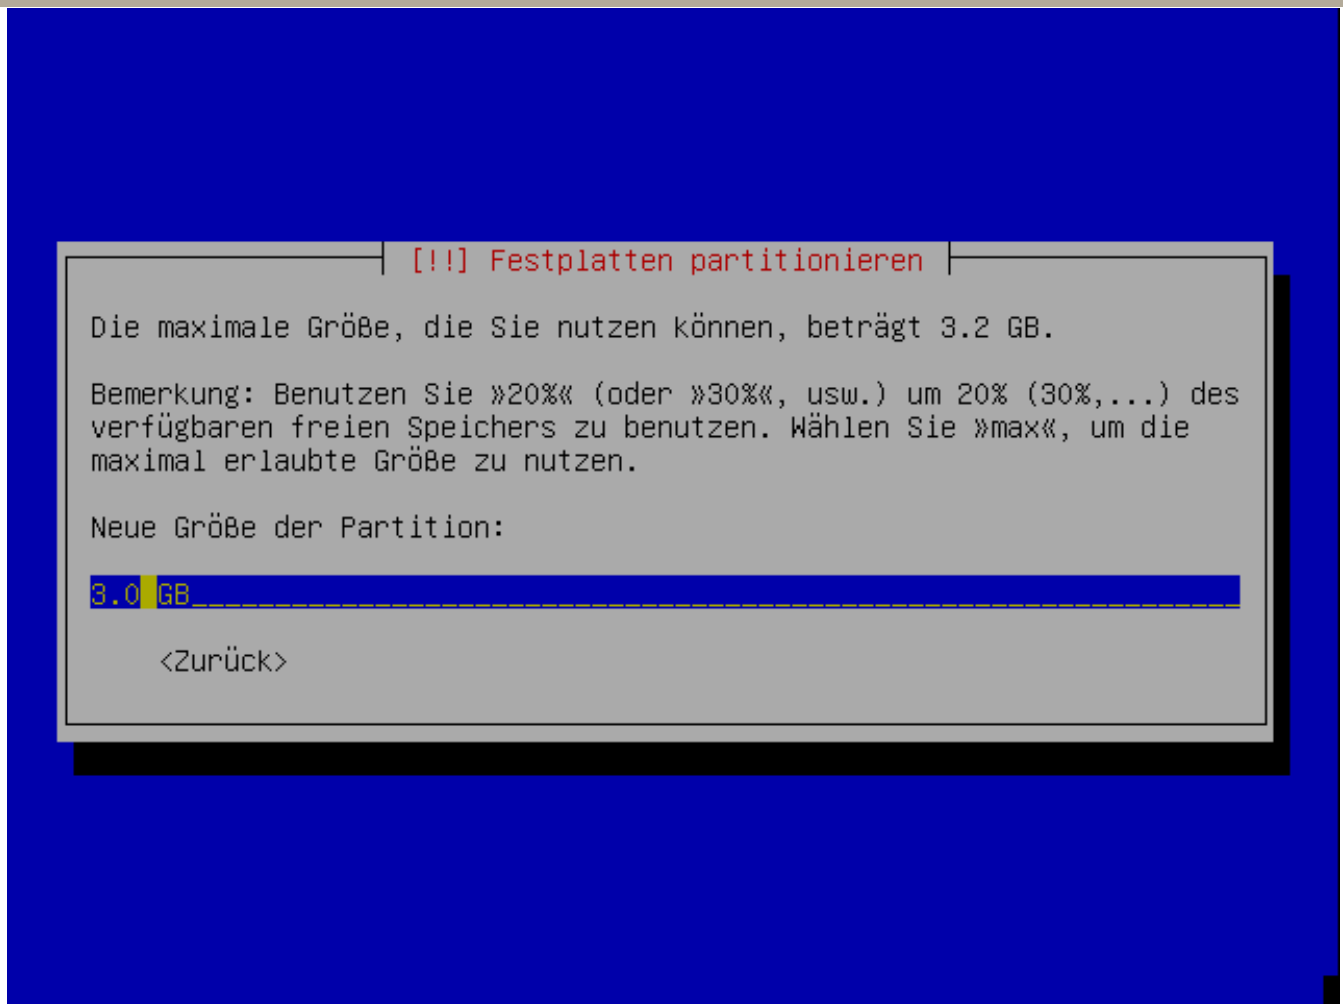 [!!] Festplatten partitionieren
Die maximale Größe, die Sie nutzen können, beträgt 3.2 GB.
Bemerkung: Benutzen Sie »20%« (oder »30%«, usw.) um 20% (30%,...) des
verfügbaren freien Speichers zu benutzen. Wählen Sie »max«, um die
maximal erlaubte Größe zu nutzen.
Neue Größe der Partition:
3.0 GB
<Zurück>